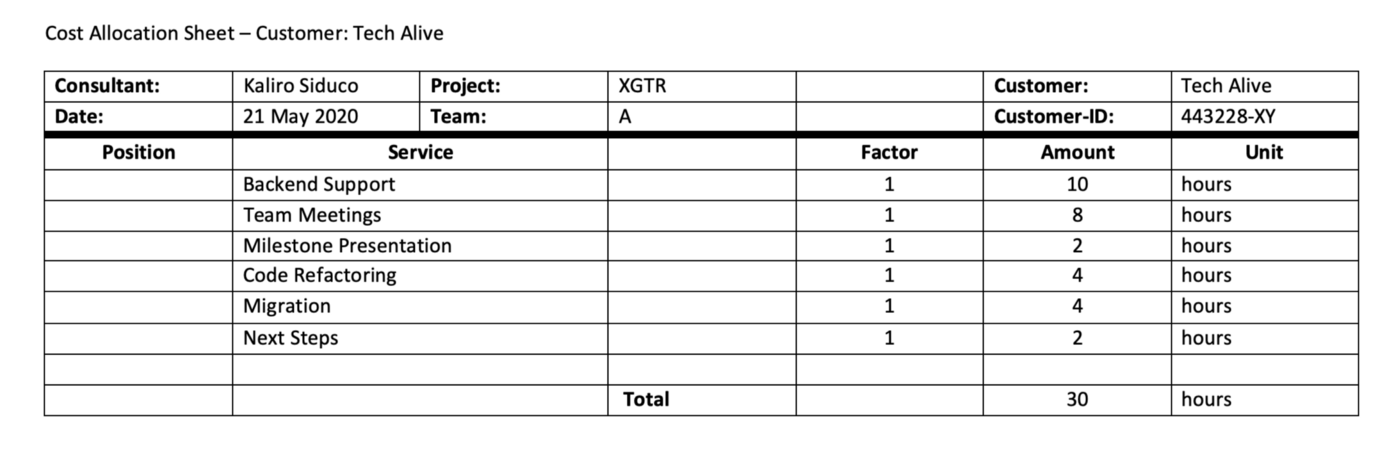 Cost Allocation Sheet – Customer: Tech Alive
Consultant: Kaliro Siduco Project: XGTR Customer: Tech Alive
Date: 21 May 2020 Team: A Customer-ID: 443228-XY
Position Service Factor Amount Unit
Backend Support 1 10 hours
Team Meetings 1 8 hours
Milestone Presentation 1 2 hours
Code Refactoring 1 4 hours
Migration 1 4 hours
Next Steps 1 2 hours
Total 30 hours